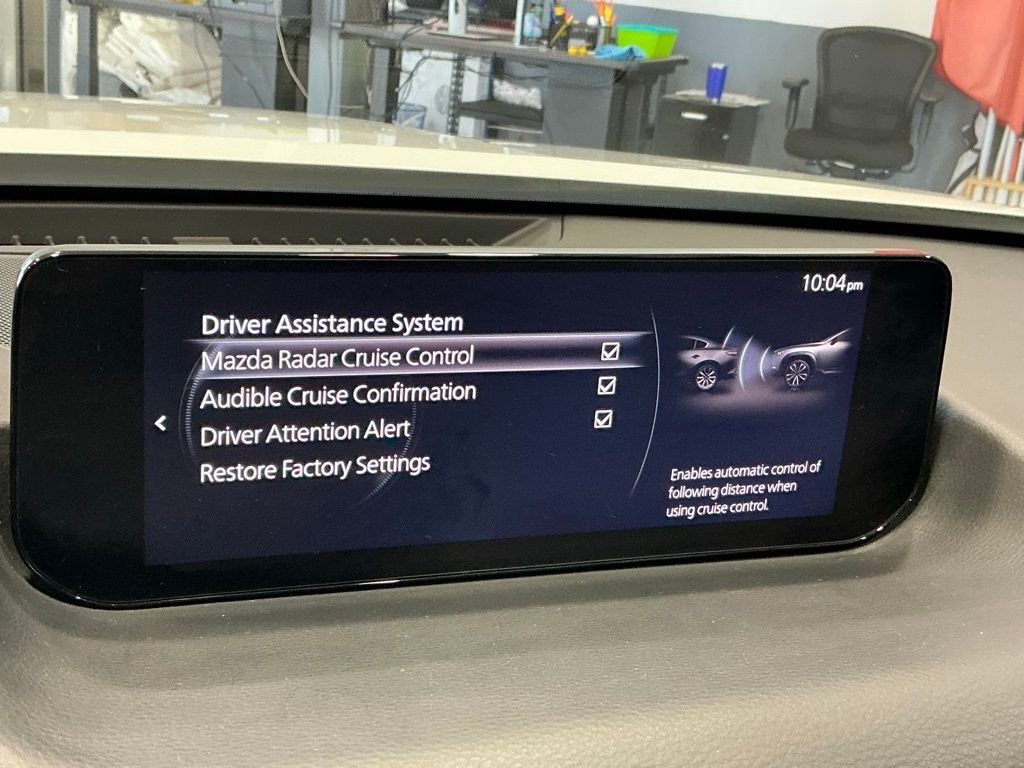 10:04pm
Driver Assistance System
Mazda Radar Cruise Control
Audible Cruise Confirmation
Driver Attention Alert
Restore Factory Settings
Enables automatic control of
following distance when
using cruise control.